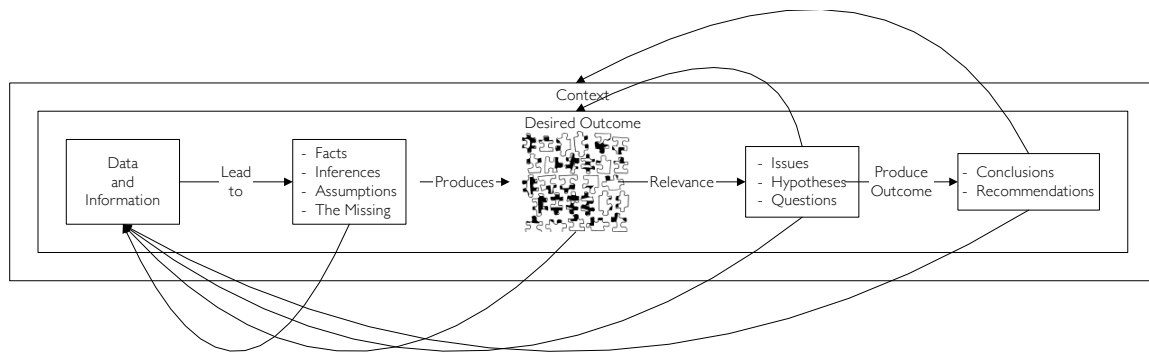 Context
Desired Outcome
Data
and
Information
Lead
to
- Facts
- Inferences
- Assumptions
- The Missing
Produces
Relevance
- Issues
- Hypotheses
- Questions
Produce
Outcome
- Conclusions
- Recommendations